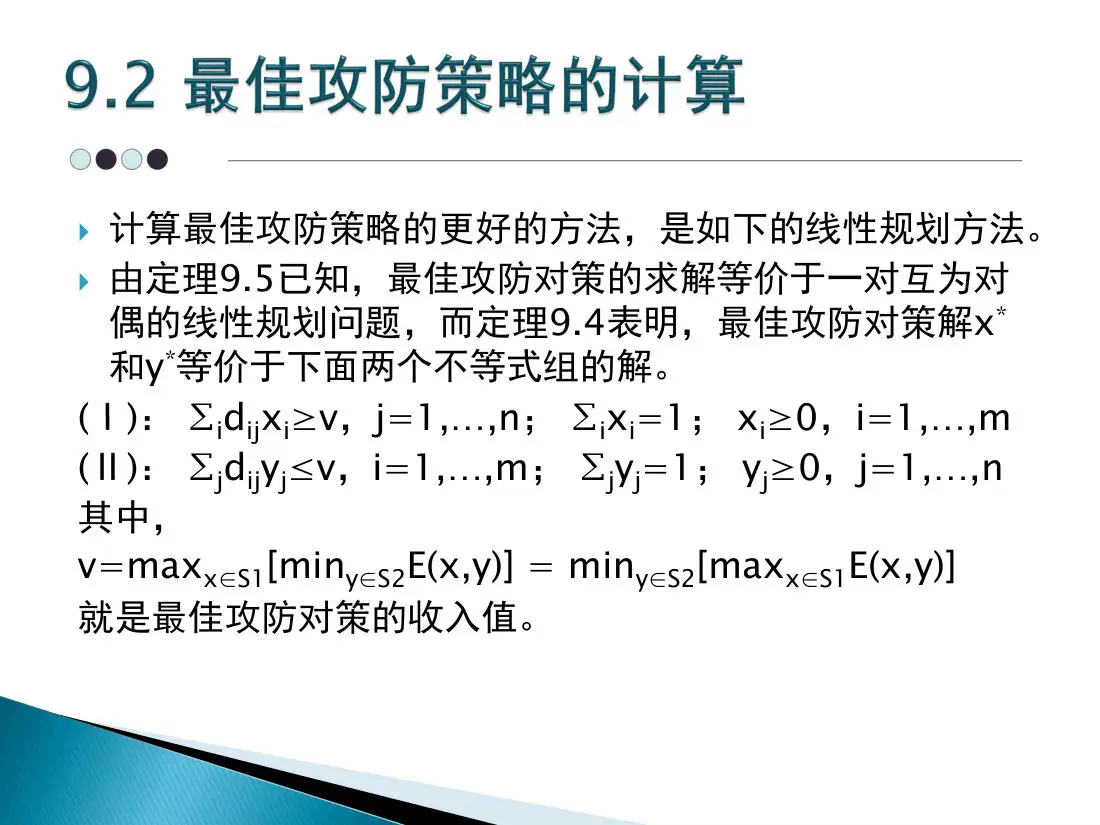 9.2 最佳攻防策略的计算
计算最佳攻防策略的更好的方法，是如下的线性规划方法。
由定理9.5已知，最佳攻防对策的求解等价于一对互为对
偶的线性规划问题，而定理9.4表明，最佳攻防对策解x*
和y*等价于下面两个不等式组的解。
(Ⅰ)： ∑idijxi≥v，j=1,…,n； ∑ixi=1； xi≥0，i=1,…,m
(Ⅱ)： ∑jdijyj≤v，i=1,…,m； ∑jyj=1； yj≥0，j=1,…,n
其中，
v=maxx∈S1[miny∈S2E(x,y)] = miny∈S2[maxx∈S1E(x,y)]
就是最佳攻防对策的收入值。